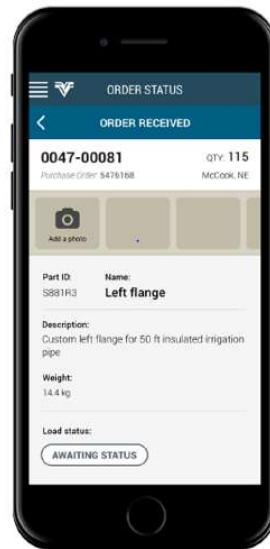 ORDER STATUS
ORDER RECEIVED
0047-00081 QTY: 115
Purchase Order: 5476168 McCook, NE
Add a photo
Part ID: Name:
S881R3 Left flange
Description:
Custom left flange for 50 ft insulated irrigation
pipe
Weight:
14.4 kg
Load status:
AWAITING STATUS